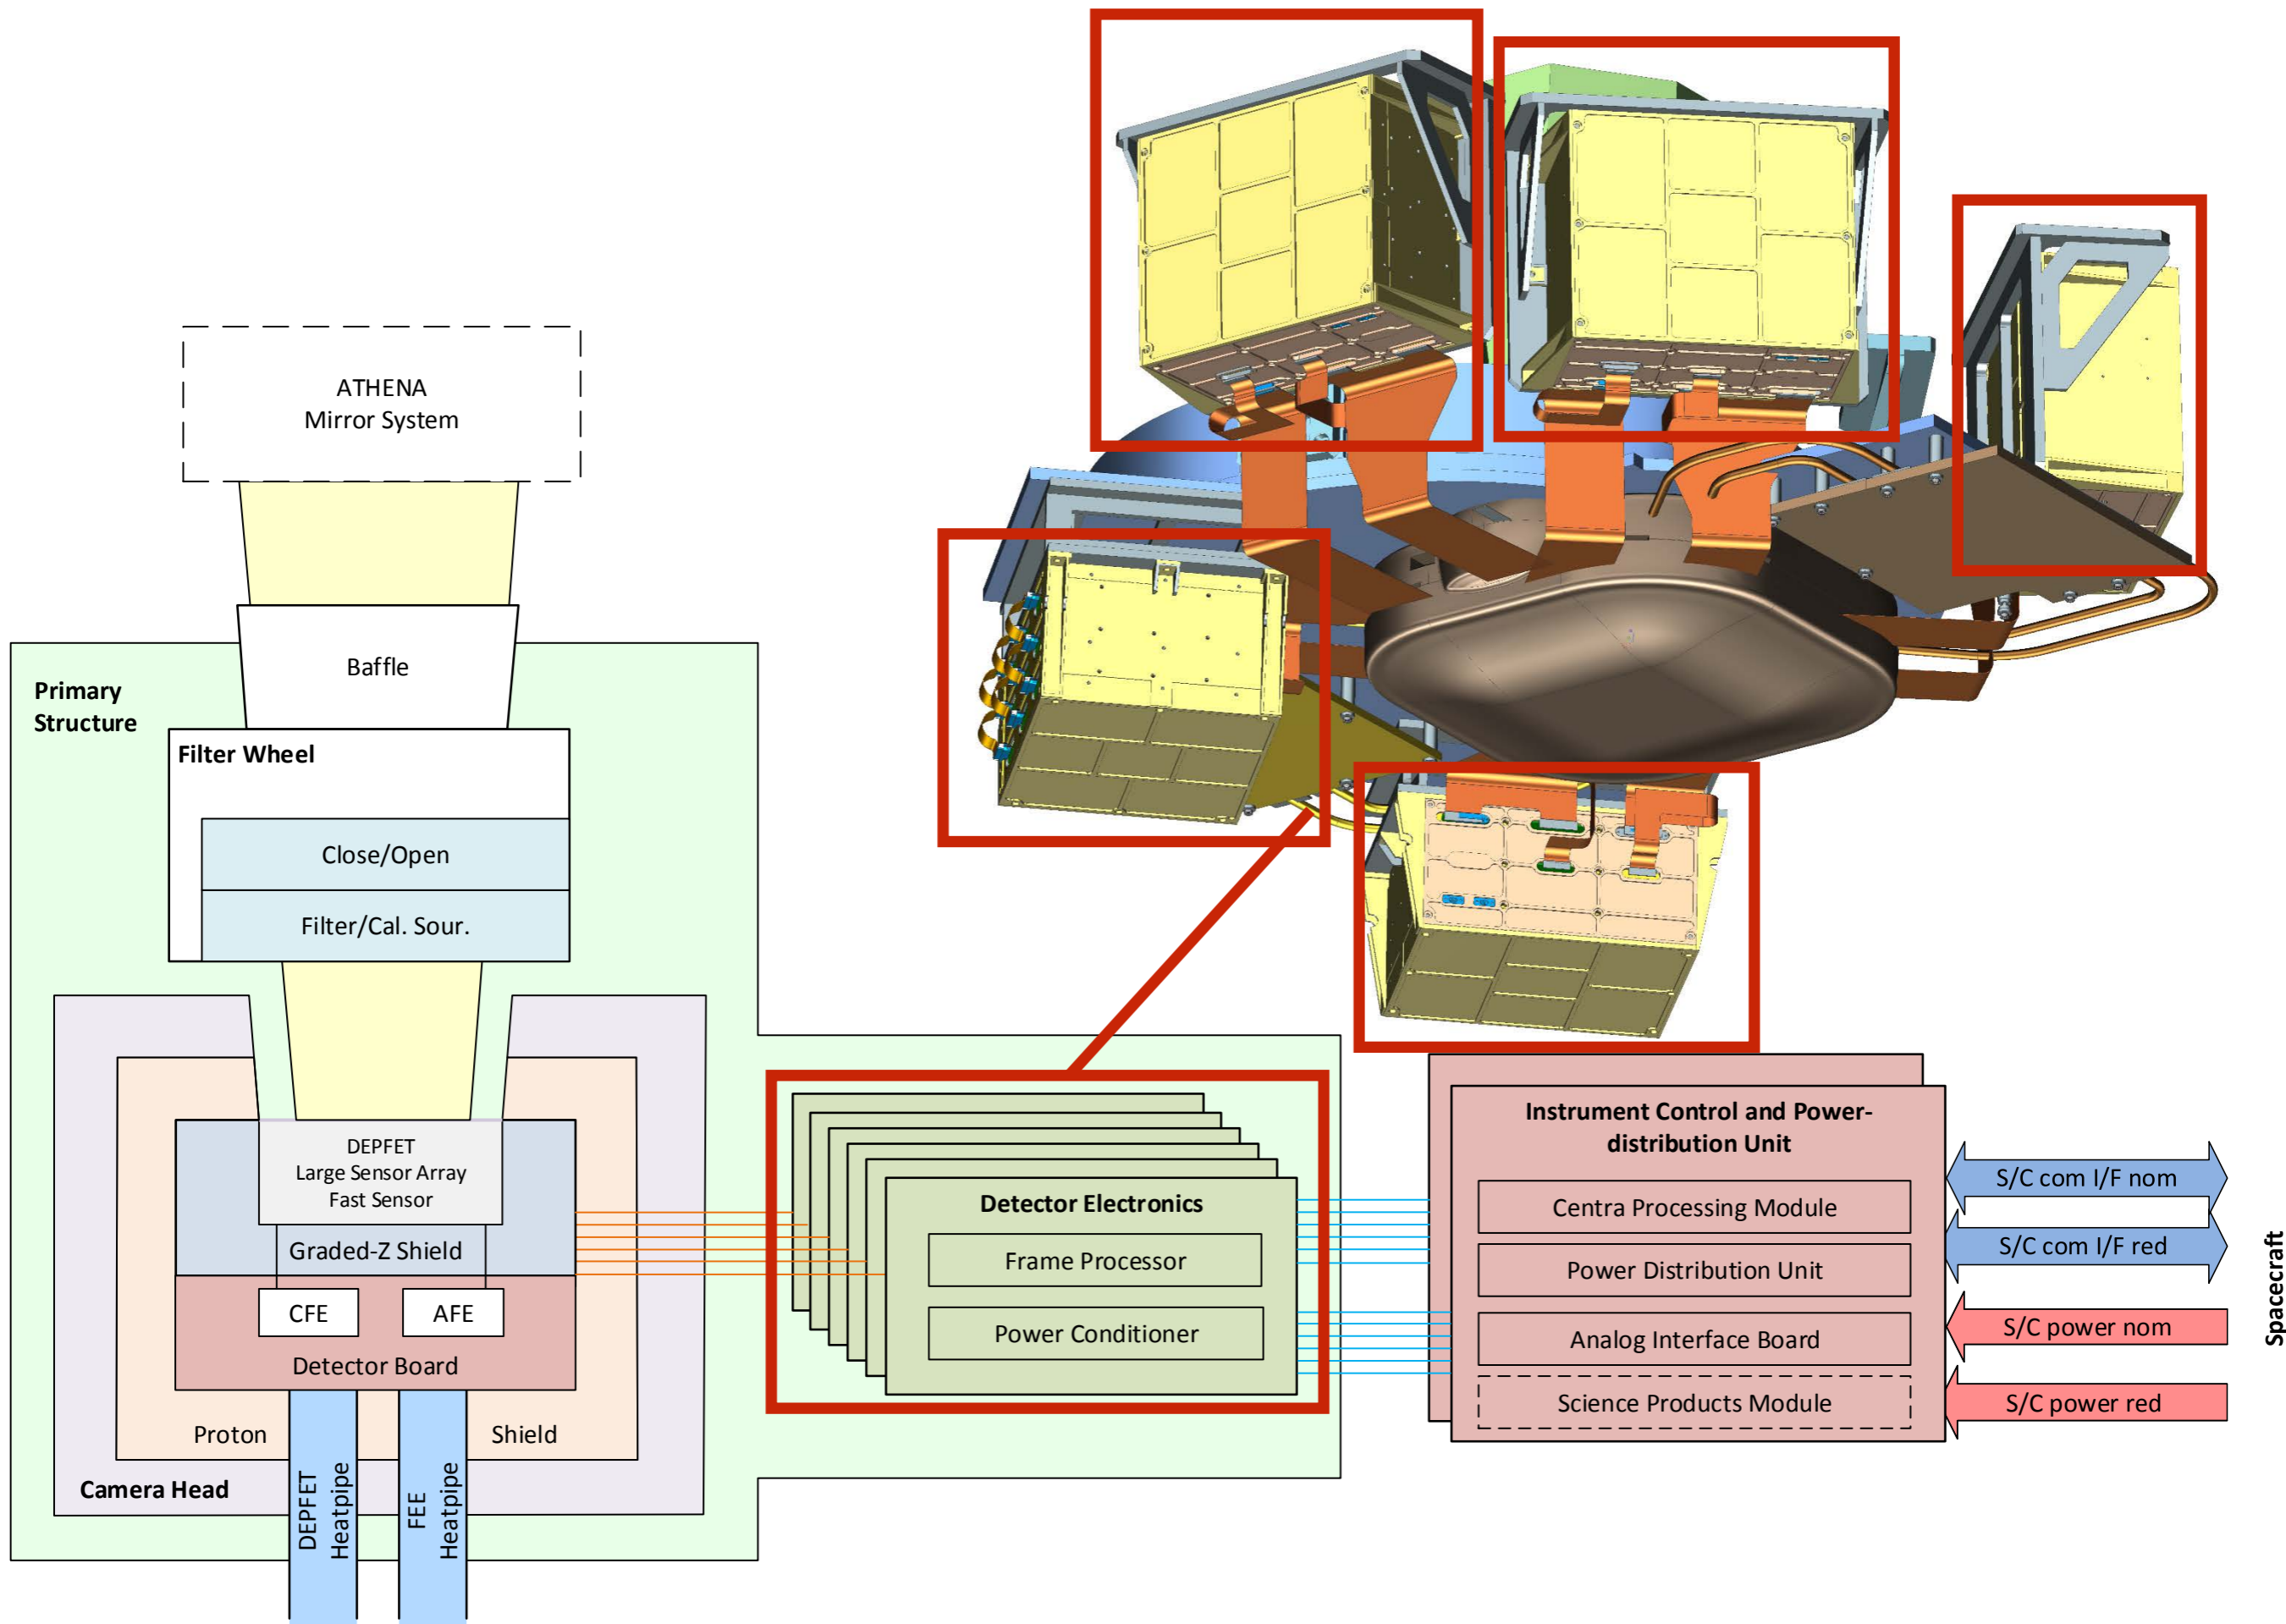 ATHENA
Mirror System
Baffle
Primary
Structure
Filter Wheel
Close/Open
Filter/Cal. Sour.
DEPFET
Large Sensor Array
Fast Sensor
Graded-Z Shield
CFE
AFE
Detector Board
Proton
Shield
Camera Head
DEPFET
Heatpipe
FEE
Heatpipe
Detector Electronics
Frame Processor
Power Conditioner
Instrument Control and Power-
distribution Unit
Centra Processing Module
Power Distribution Unit
Analog Interface Board
Science Products Module
S/C com I/F nom
S/C com I/F red
S/C power nom
S/C power red
Spacecraft